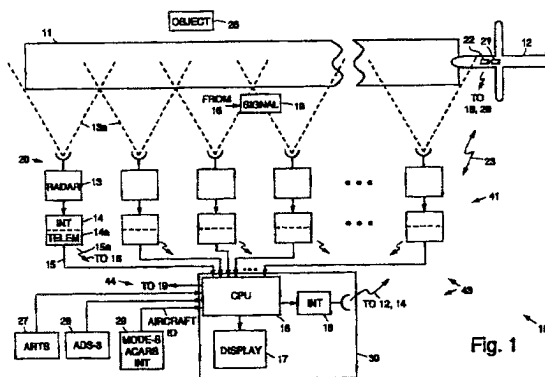 OBJECT
26
11
22
21
12
TO
18, 29
FROM
16
SIGNAL
19
13a
20
23
RADAR
13
41
INT
14
TELEM
14a
15a
15
TO 16
44
TO 19
43
CPU
16
INT
18
TO 12, 14
AIRCRAFT
ID
27
ARTS
ADS-B
MODE-S
ACARS
INT
DISPLAY
17
30
10
Fig. 1